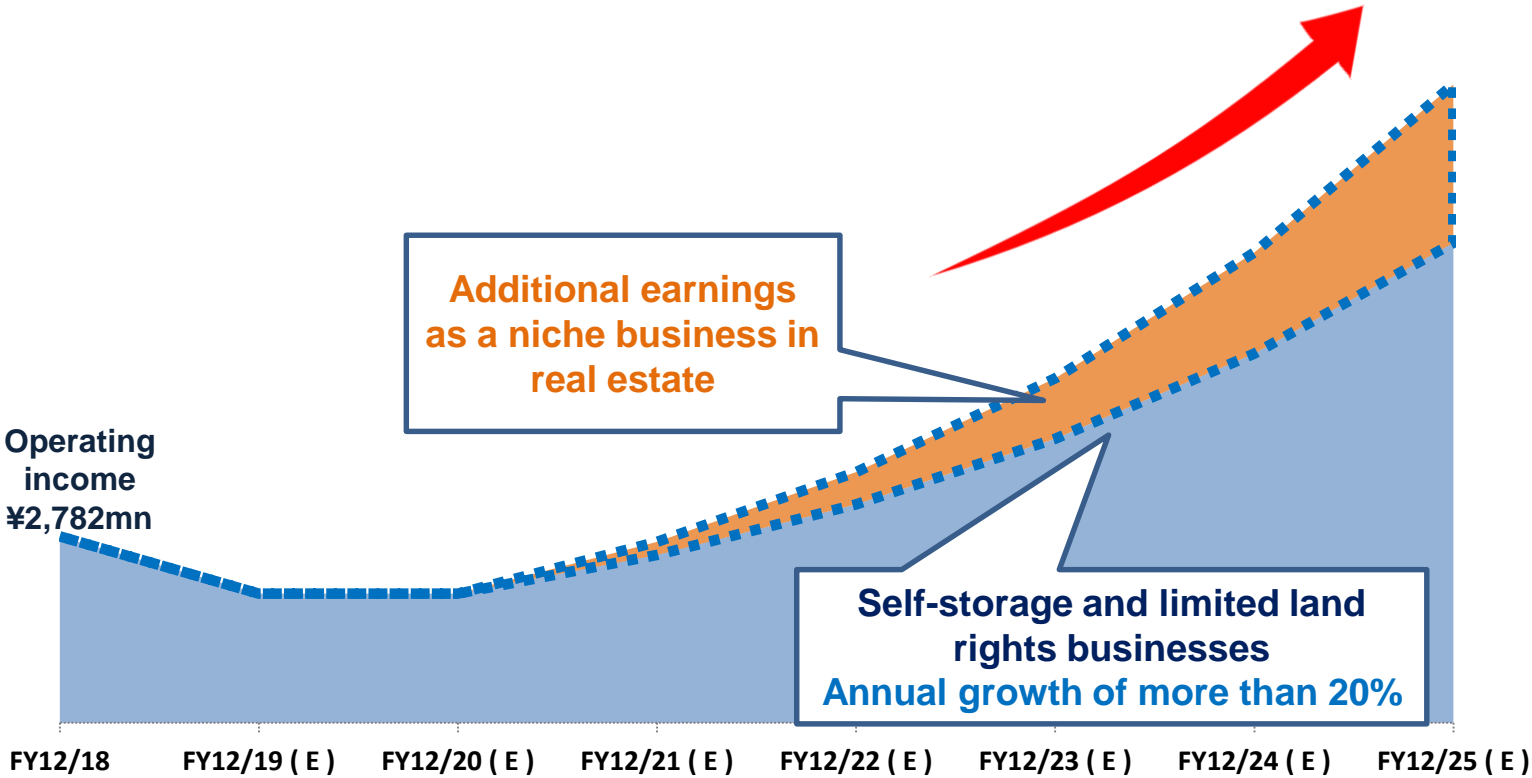 Additional earnings
as a niche business in
real estate
Operating
income
¥2,782mn
Self-storage and limited land
rights businesses
Annual growth of more than 20%
FY12/18 FY12/19 ( E ) FY12/20 ( E ) FY12/21 ( E ) FY12/22 ( E ) FY12/23 ( E ) FY12/24 ( E ) FY12/25 ( E )